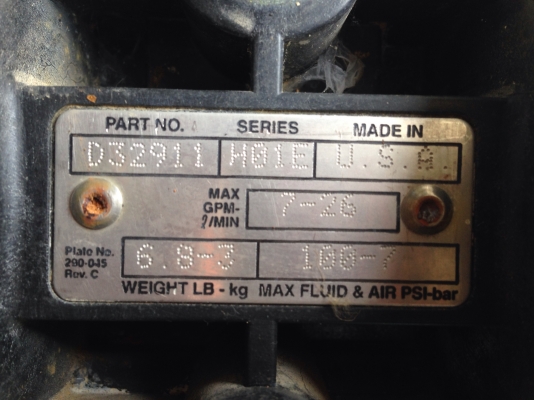 PART NO. SERIES MADE IN
D32911 H01E U.S.A.
MAX
GPM-
ℓ/MIN
7-26
Plate No.
290-045
Rev. C
6.8-3 100-7
WEIGHT LB - kg MAX FLUID & AIR PSI-bar